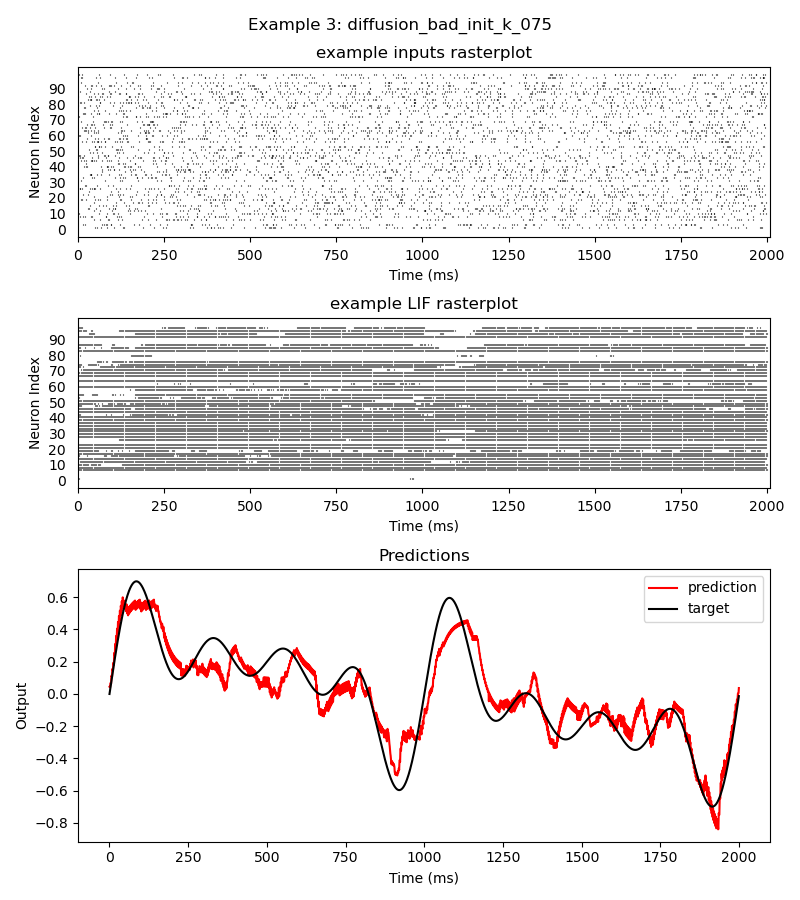 Example 3: diffusion_bad_init_k_075
example inputs rasterplot
Neuron Index
90
80
70
60
50
40
30
20
10
0
0 250 500 750 1000 1250 1500 1750 2000
Time (ms)
example LIF rasterplot
Neuron Index
90
80
70
60
50
40
30
20
10
0
0 250 500 750 1000 1250 1500 1750 2000
Time (ms)
Predictions
Output
0.6
0.4
0.2
0.0
−0.2
−0.4
−0.6
−0.8
prediction
target
0 250 500 750 1000 1250 1500 1750 2000
Time (ms)